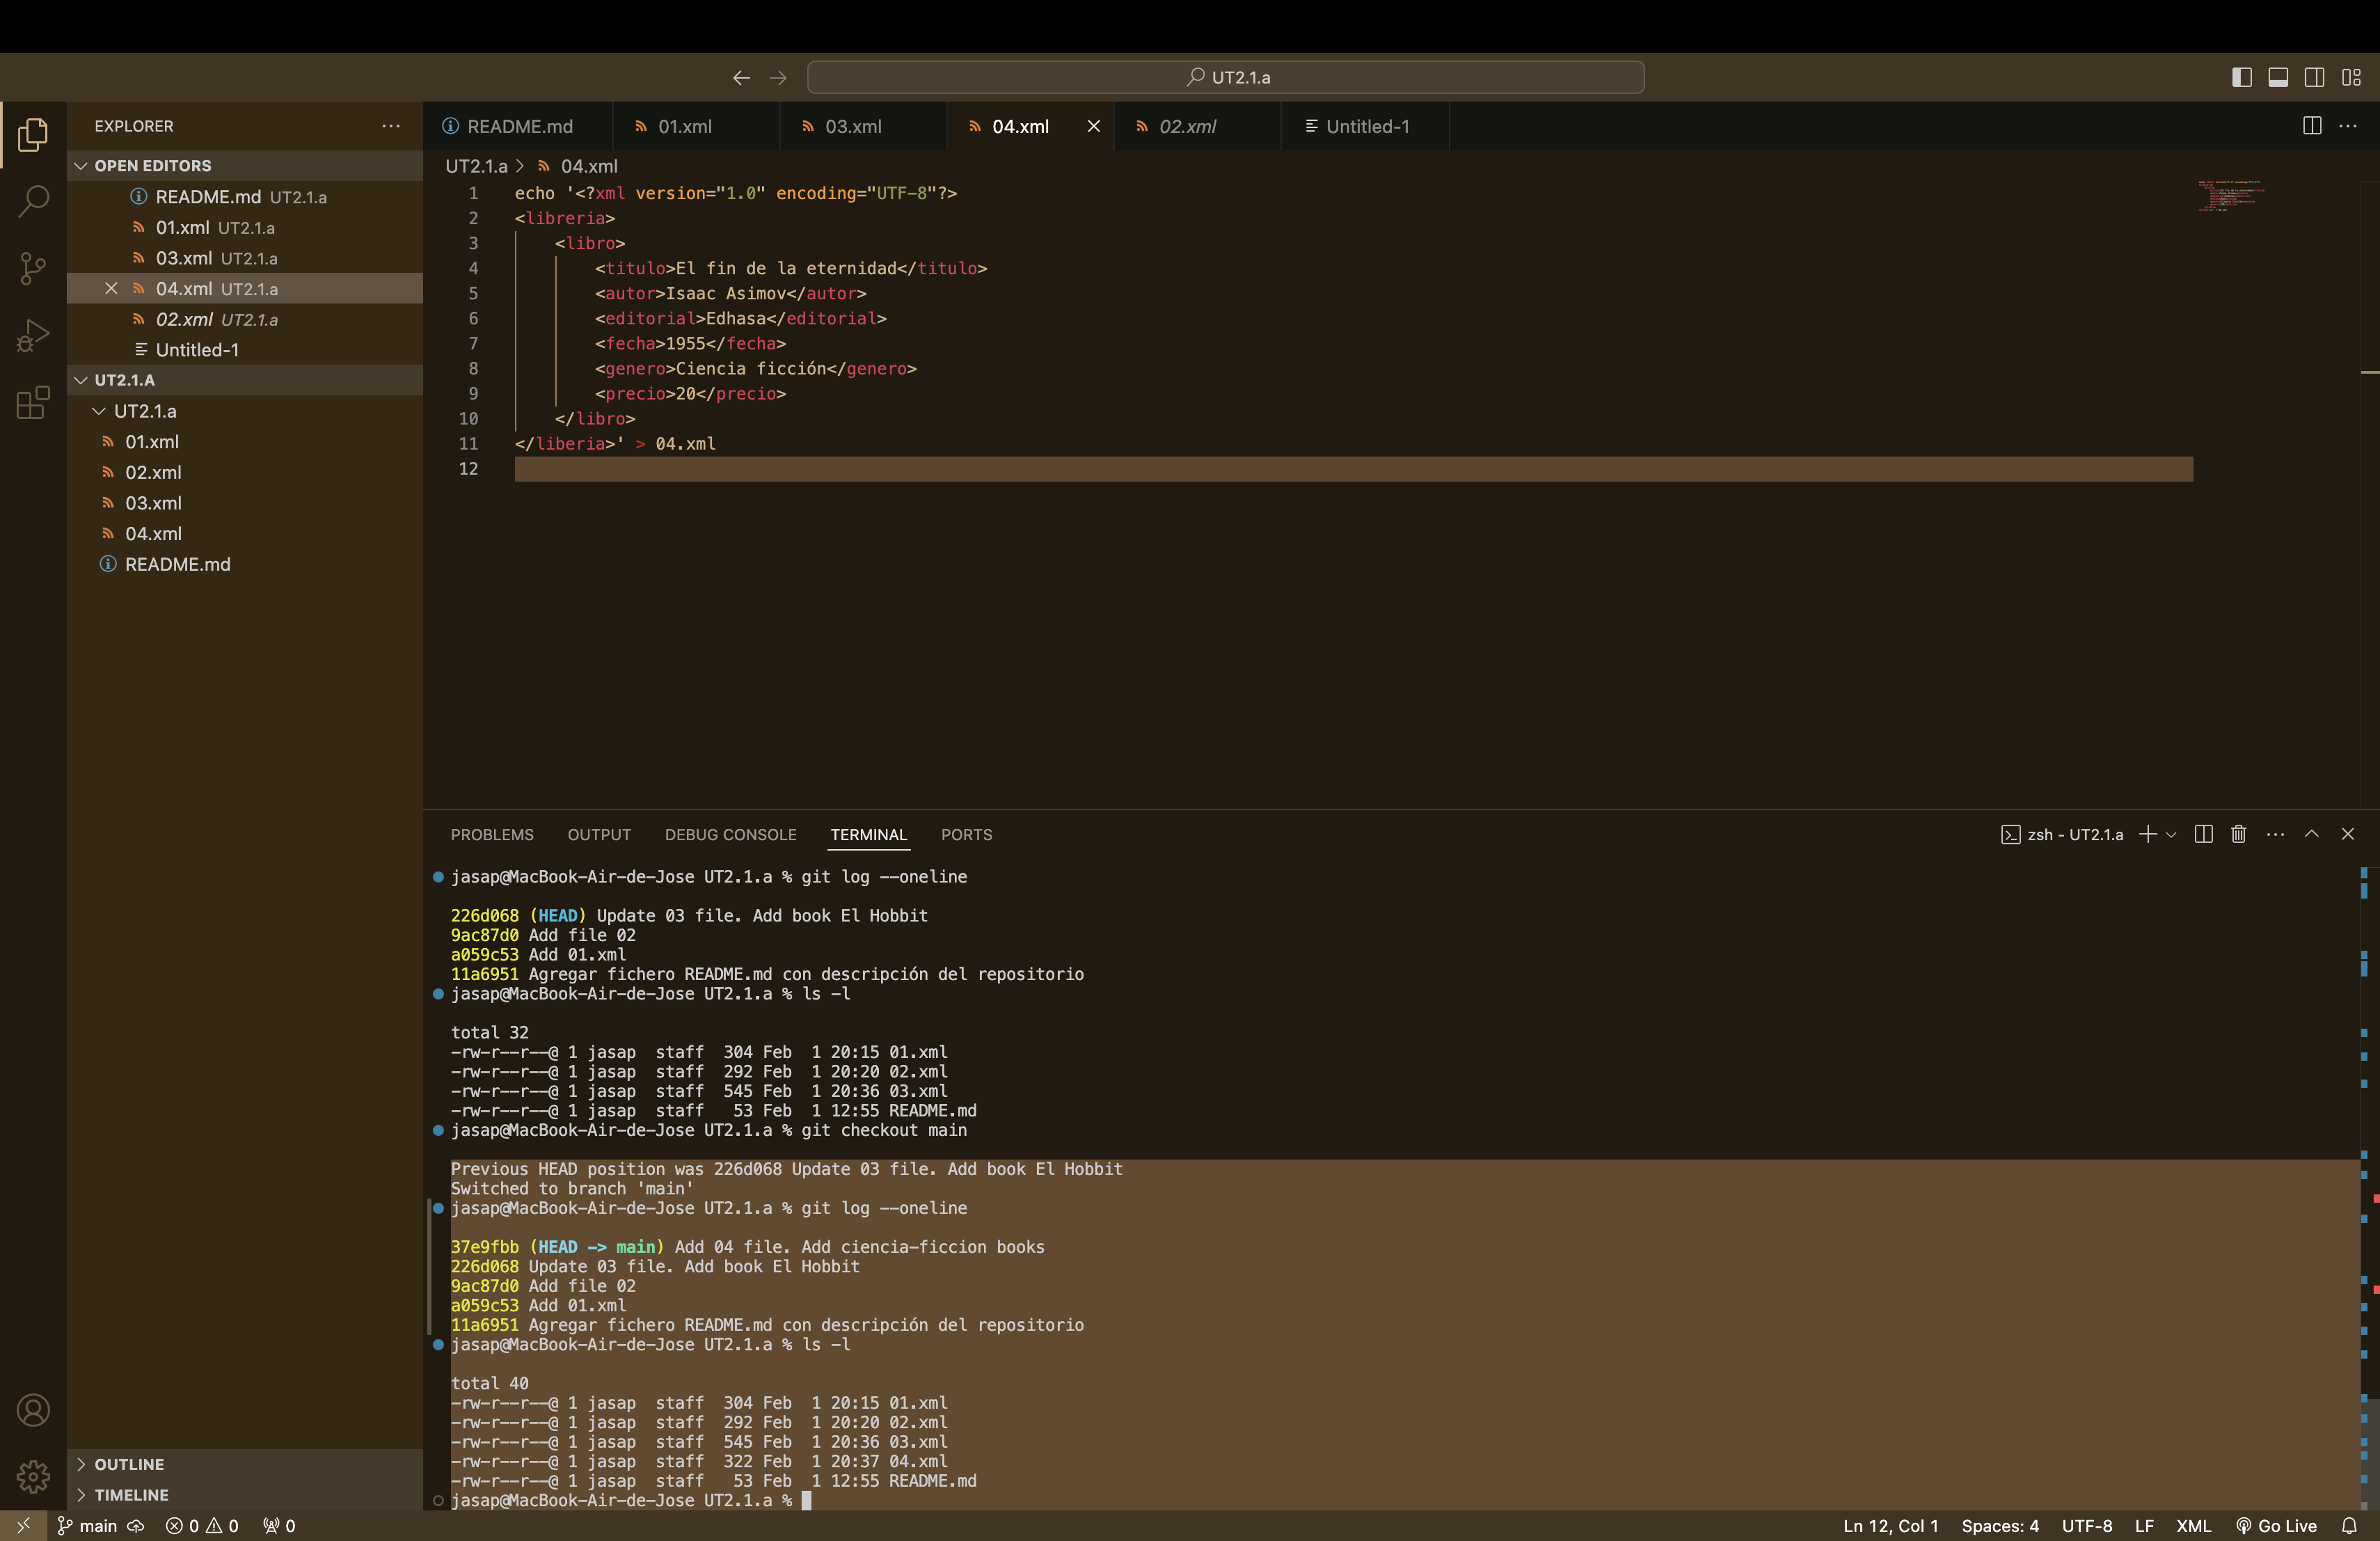 UT2.1.a
EXPLORER
OPEN EDITORS
README.md UT2.1.a
01.xml UT2.1.a
03.xml UT2.1.a
04.xml UT2.1.a
02.xml UT2.1.a
Untitled-1
UT2.1.A
UT2.1.a
01.xml
02.xml
03.xml
04.xml
README.md
OUTLINE
TIMELINE
README.md 01.xml 03.xml 04.xml 02.xml Untitled-1
UT2.1.a > 04.xml
1 echo '<?xml version="1.0" encoding="UTF-8"?>
2 <libreria>
3 <libro>
4 <titulo>El fin de la eternidad</titulo>
5 <autor>Isaac Asimov</autor>
6 <editorial>Edhasa</editorial>
7 <fecha>1955</fecha>
8 <genero>Ciencia ficción</genero>
9 <precio>20</precio>
10 </libro>
11 </liberia>' > 04.xml
12
PROBLEMS OUTPUT DEBUG CONSOLE TERMINAL PORTS
zsh - UT2.1.a
jasap@MacBook-Air-de-Jose UT2.1.a % git log --oneline
226d068 (HEAD) Update 03 file. Add book El Hobbit
9ac87d0 Add file 02
a059c53 Add 01.xml
11a6951 Agregar fichero README.md con descripción del repositorio
jasap@MacBook-Air-de-Jose UT2.1.a % ls -l
total 32
-rw-r--r--@ 1 jasap staff 304 Feb 1 20:15 01.xml
-rw-r--r--@ 1 jasap staff 292 Feb 1 20:20 02.xml
-rw-r--r--@ 1 jasap staff 545 Feb 1 20:36 03.xml
-rw-r--r--@ 1 jasap staff 53 Feb 1 12:55 README.md
jasap@MacBook-Air-de-Jose UT2.1.a % git checkout main
Previous HEAD position was 226d068 Update 03 file. Add book El Hobbit
Switched to branch 'main'
jasap@MacBook-Air-de-Jose UT2.1.a % git log --oneline
37e9fbb (HEAD -> main) Add 04 file. Add ciencia-ficcion books
226d068 Update 03 file. Add book El Hobbit
9ac87d0 Add file 02
a059c53 Add 01.xml
11a6951 Agregar fichero README.md con descripción del repositorio
jasap@MacBook-Air-de-Jose UT2.1.a % ls -l
total 40
-rw-r--r--@ 1 jasap staff 304 Feb 1 20:15 01.xml
-rw-r--r--@ 1 jasap staff 292 Feb 1 20:20 02.xml
-rw-r--r--@ 1 jasap staff 545 Feb 1 20:36 03.xml
-rw-r--r--@ 1 jasap staff 322 Feb 1 20:37 04.xml
-rw-r--r--@ 1 jasap staff 53 Feb 1 12:55 README.md
jasap@MacBook-Air-de-Jose UT2.1.a %
main 0 0 0 Ln 12, Col 1 Spaces: 4 UTF-8 LF XML Go Live